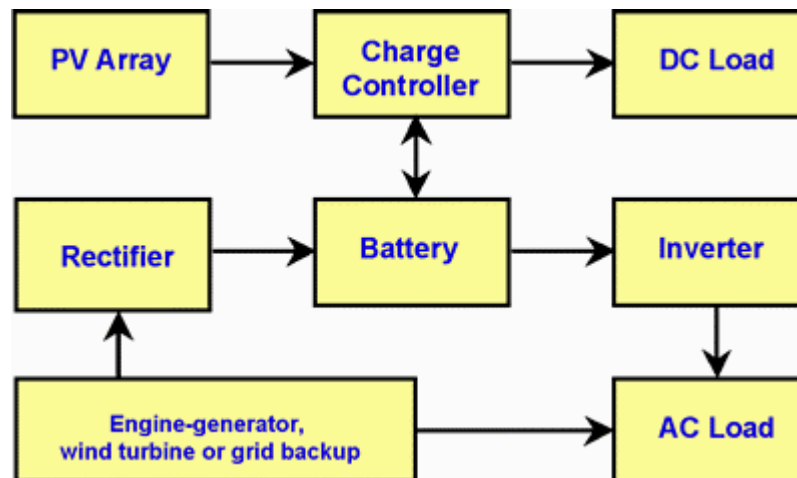 PV Array
Charge
Controller
DC Load
Rectifier
Battery
Inverter
Engine-generator,
wind turbine or grid backup
AC Load